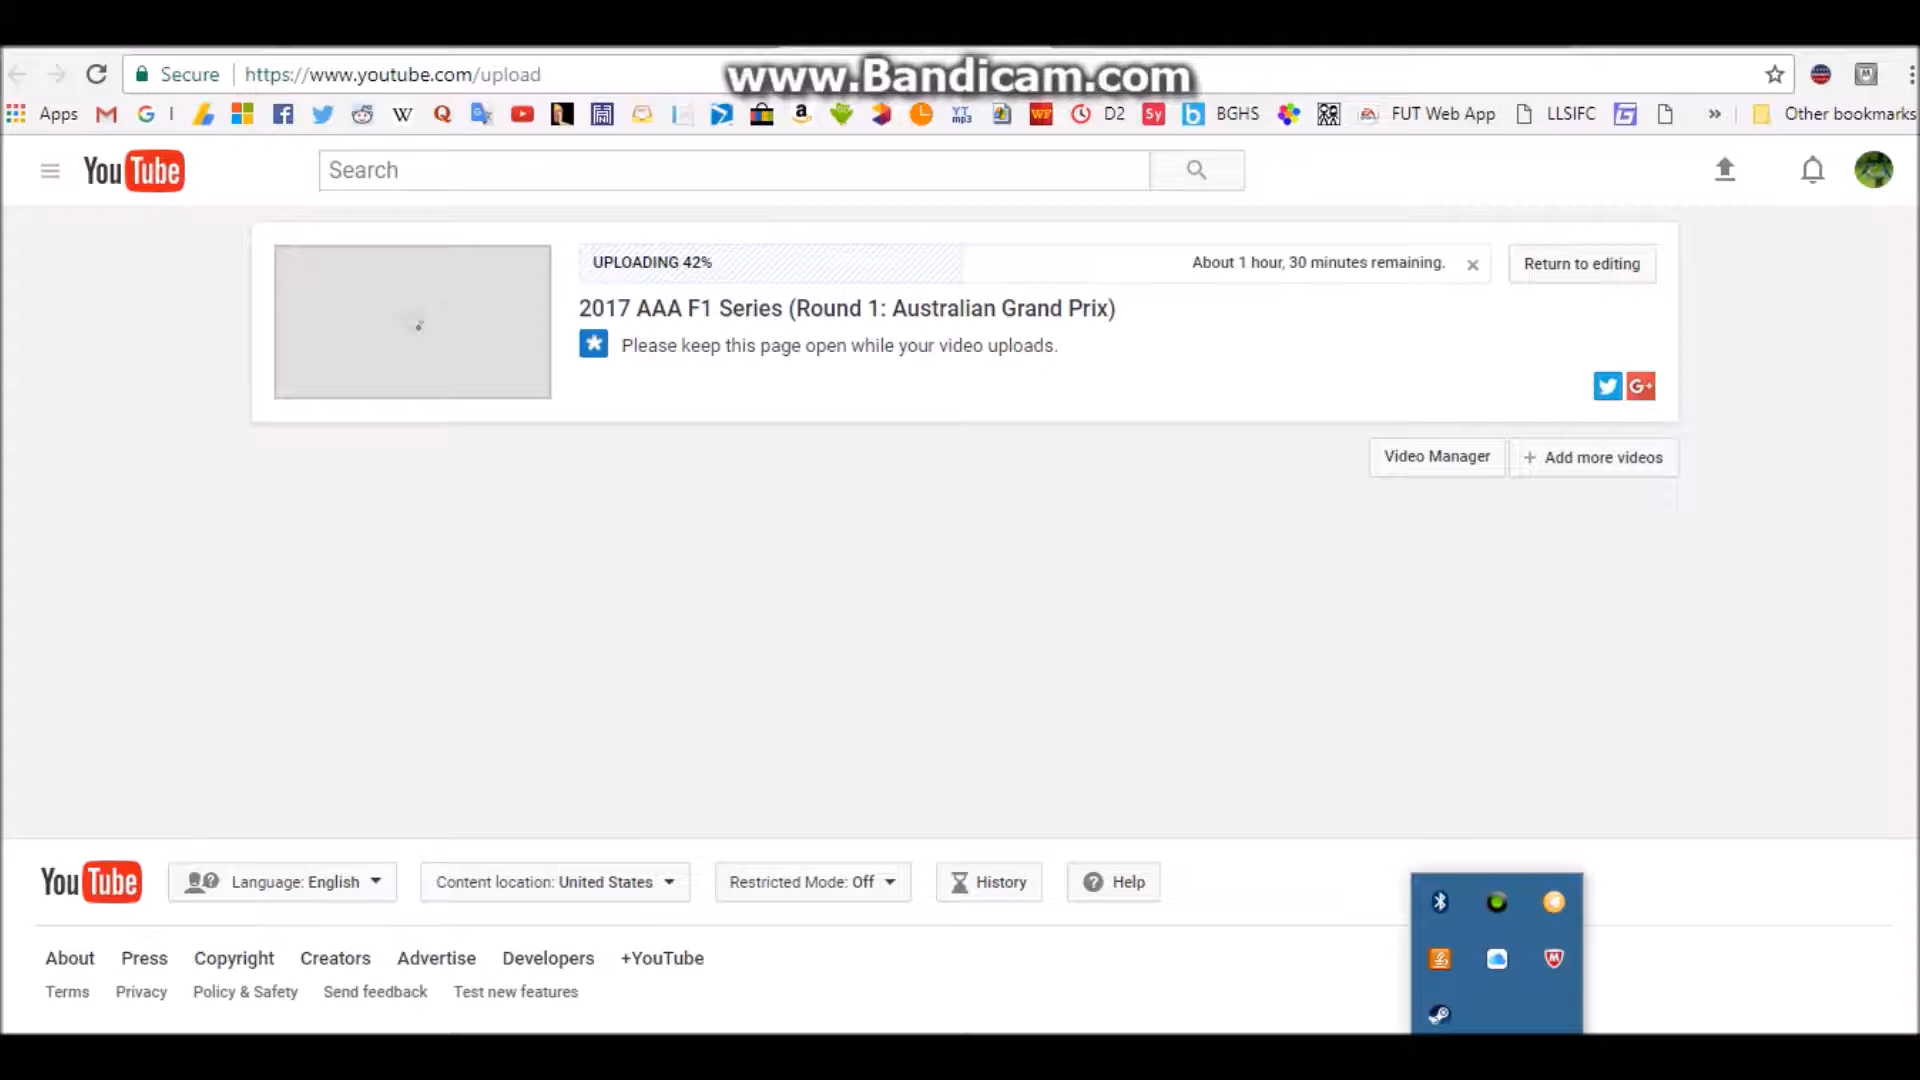 www.Bandicam.com
Secure https://www.youtube.com/upload
Apps YT mp3 WF D2 Sy BGHS FUT Web App LLSIFC » Other bookmarks
YouTube Search
UPLOADING 42% About 1 hour, 30 minutes remaining. Return to editing
2017 AAA F1 Series (Round 1: Australian Grand Prix)
Please keep this page open while your video uploads.
G+
Video Manager + Add more videos
YouTube Language: English Content location: United States Restricted Mode: Off History Help
About Press Copyright Creators Advertise Developers +YouTube
Terms Privacy Policy & Safety Send feedback Test new features